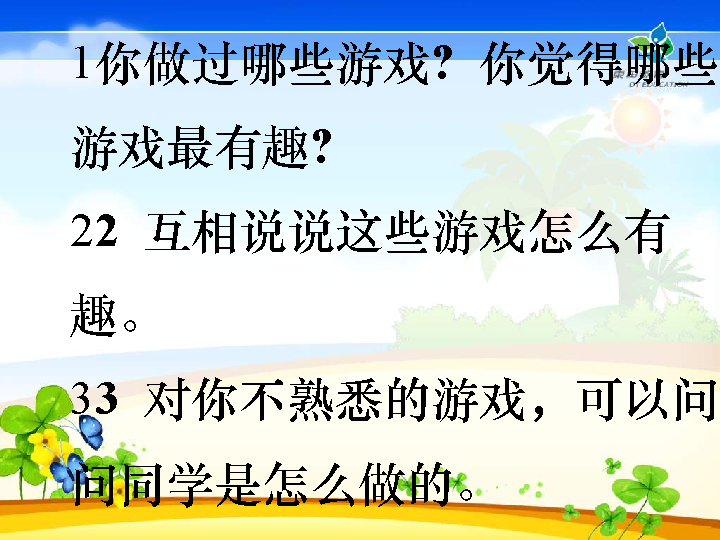 1你做过哪些游戏？你觉得哪些
游戏最有趣？
22 互相说说这些游戏怎么有
趣。
33 对你不熟悉的游戏，可以问
问同学是怎么做的。